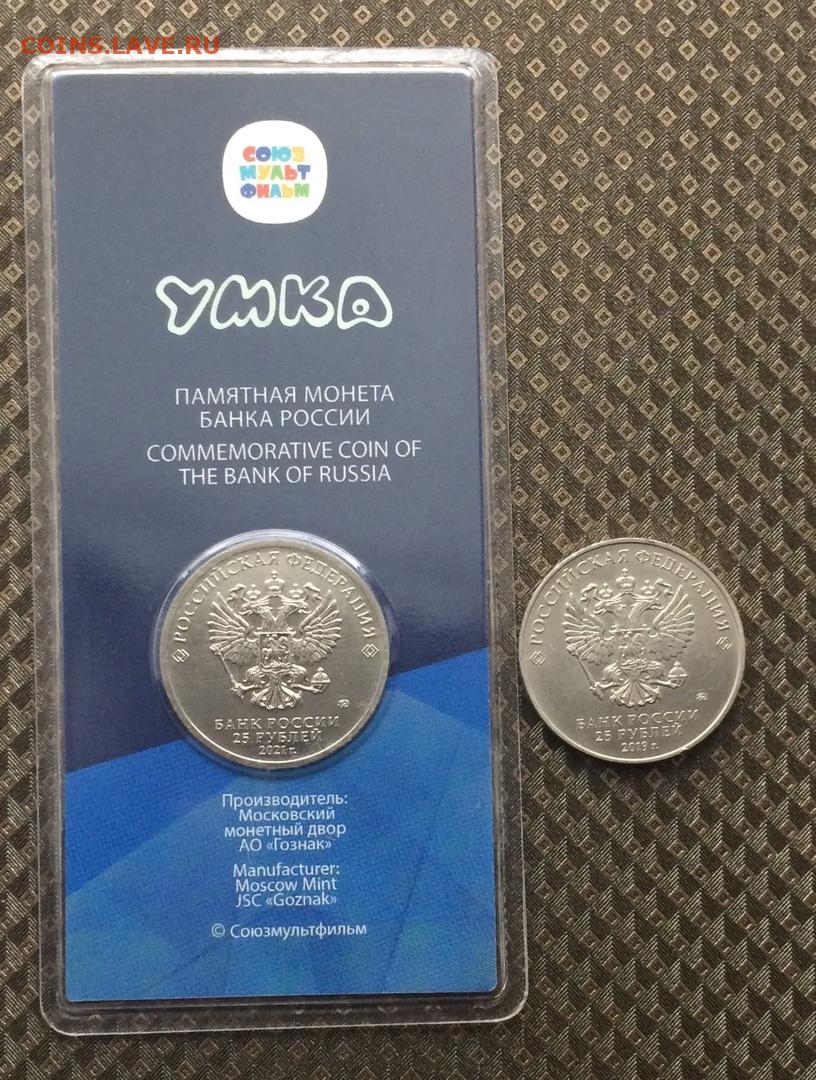 COINS.LAVE.RU
СОЮЗ
МУЛЬТ
ФИЛЬМ
УМКА
ПАМЯТНАЯ МОНЕТА
БАНКА РОССИИ
COMMEMORATIVE COIN OF
THE BANK OF RUSSIA
РОССИЙСКАЯ ФЕДЕРАЦИЯ
БАНК РОССИИ
25 РУБЛЕЙ
2021 г.
РОССИЙСКАЯ ФЕДЕРАЦИЯ
БАНК РОССИИ
25 РУБЛЕЙ
2019 г.
Производитель:
Московский
монетный двор
АО «Гознак»
Manufacturer:
Moscow Mint
JSC «Goznak»
© Союзмультфильм